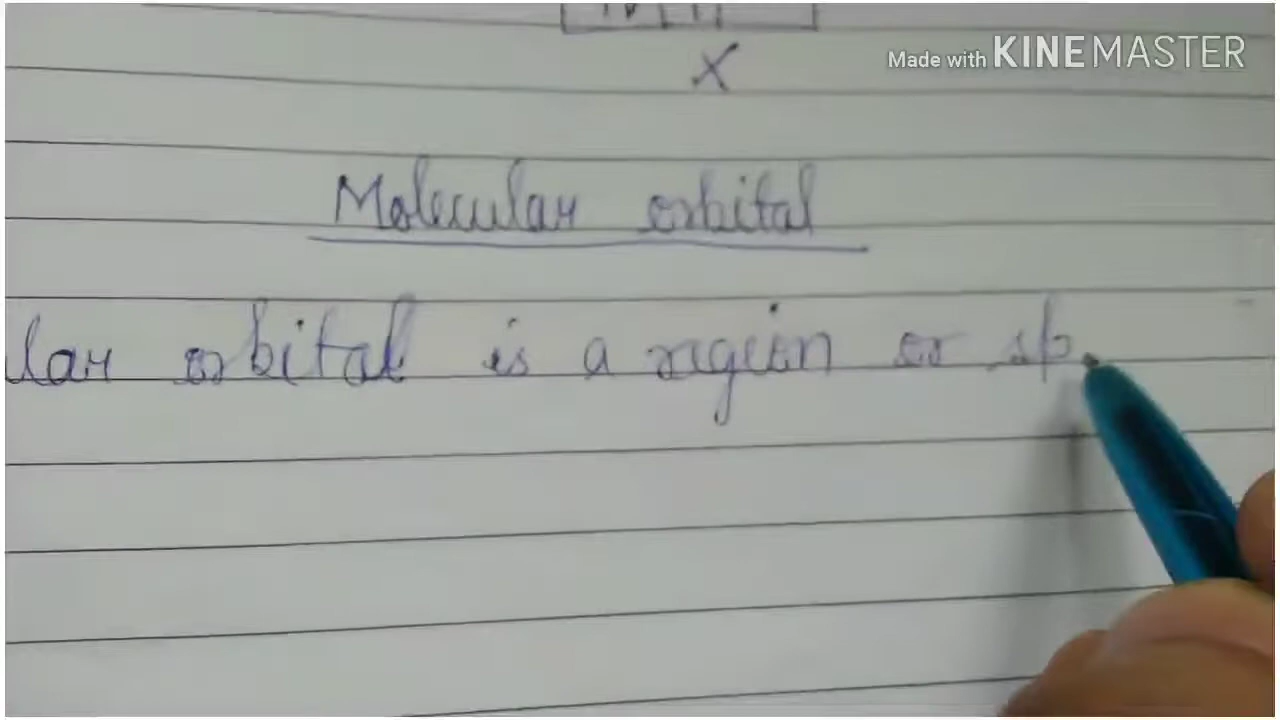 X
Made with KINEMASTER
Molecular orbital
lar orbital is a region or sp